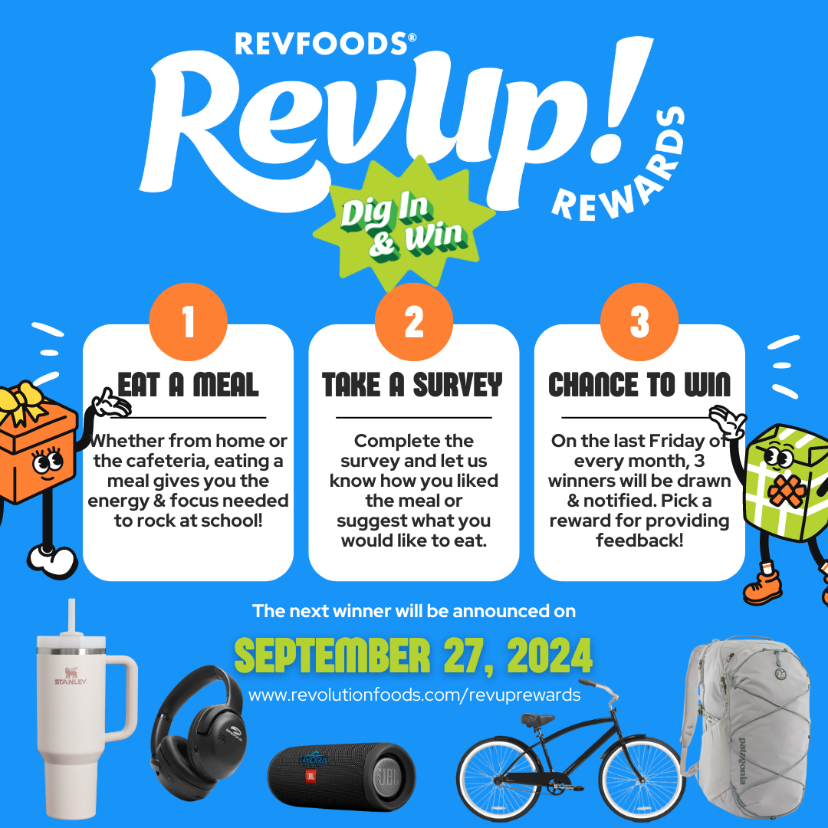 REVFOODS®
RevUp!
REWARDS
Dig In
& Win
1
EAT A MEAL
Whether from home or
the cafeteria, eating a
meal gives you the
energy & focus needed
to rock at school!
2
TAKE A SURVEY
Complete the
survey and let us
know how you liked
the meal or
suggest what you
would like to eat.
3
CHANCE TO WIN
On the last Friday of
every month, 3
winners will be drawn
& notified. Pick a
reward for providing
feedback!
The next winner will be announced on
SEPTEMBER 27, 2024
www.revolutionfoods.com/revuprewards
STANLEY
JBL
JBL
patagonia